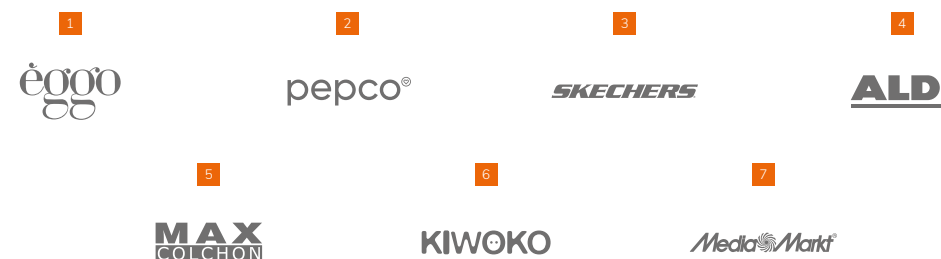 1 2 3 4
èggo pepco SKECHERS ALD
5 6 7
MAX KIWOKO MediaMarkt
COLCHON